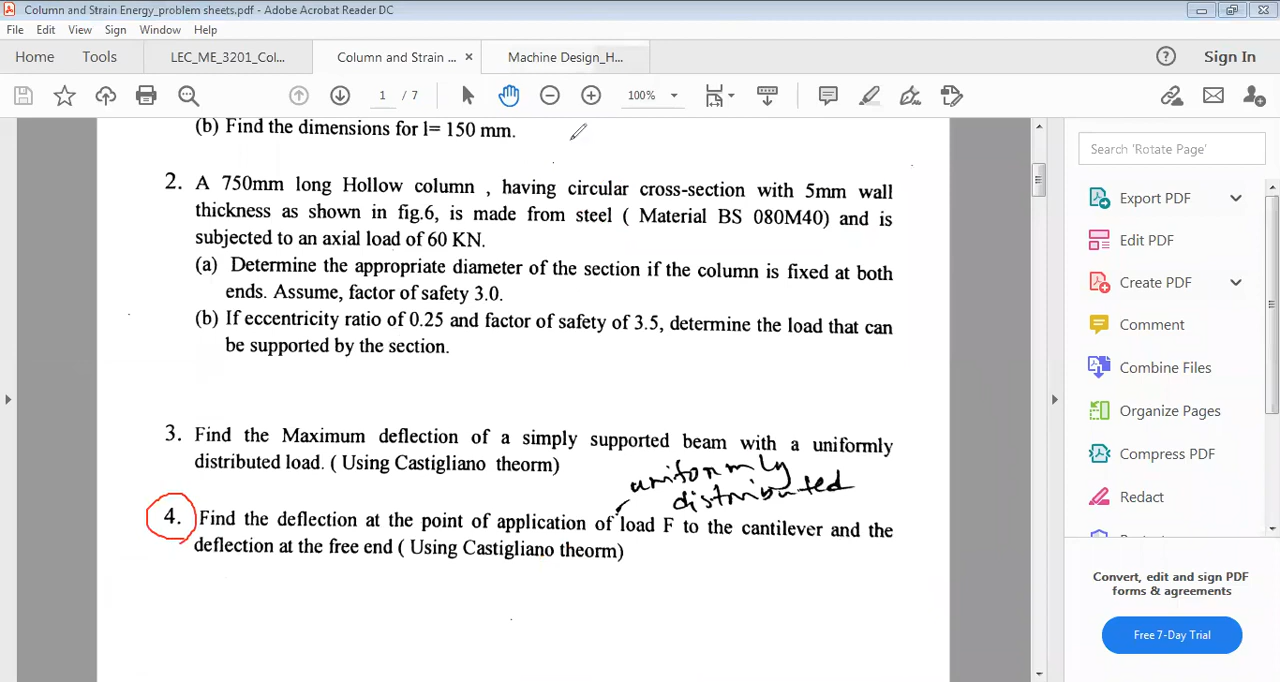 Column and Strain Energy_problem sheets.pdf - Adobe Acrobat Reader DC
File Edit View Sign Window Help
Home Tools LEC_ME_3201_Col... Column and Strain ... × Machine Design_H... Sign In
1 / 7 100%
(b) Find the dimensions for l= 150 mm.
2. A 750mm long Hollow column , having circular cross-section with 5mm wall
thickness as shown in fig.6, is made from steel ( Material BS 080M40) and is
subjected to an axial load of 60 KN.
(a) Determine the appropriate diameter of the section if the column is fixed at both
ends. Assume, factor of safety 3.0.
(b) If eccentricity ratio of 0.25 and factor of safety of 3.5, determine the load that can
be supported by the section.
3. Find the Maximum deflection of a simply supported beam with a uniformly
distributed load. ( Using Castigliano theorm)
uniformly
distributed
4. Find the deflection at the point of application of load F to the cantilever and the
deflection at the free end ( Using Castigliano theorm)
Search 'Rotate Page'
Export PDF
Edit PDF
Create PDF
Comment
Combine Files
Organize Pages
Compress PDF
Redact
Convert, edit and sign PDF
forms & agreements
Free 7-Day Trial